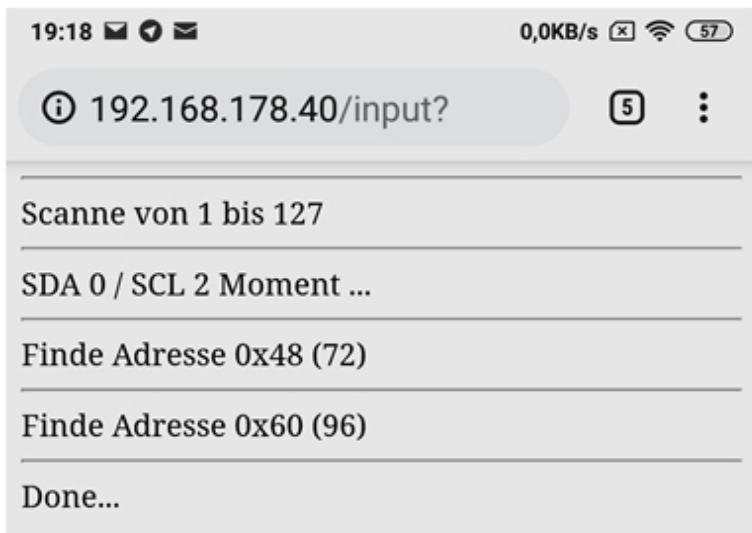 19:18 0,0KB/s 57
192.168.178.40/input? 5
Scanne von 1 bis 127
SDA 0 / SCL 2 Moment ...
Finde Adresse 0x48 (72)
Finde Adresse 0x60 (96)
Done...